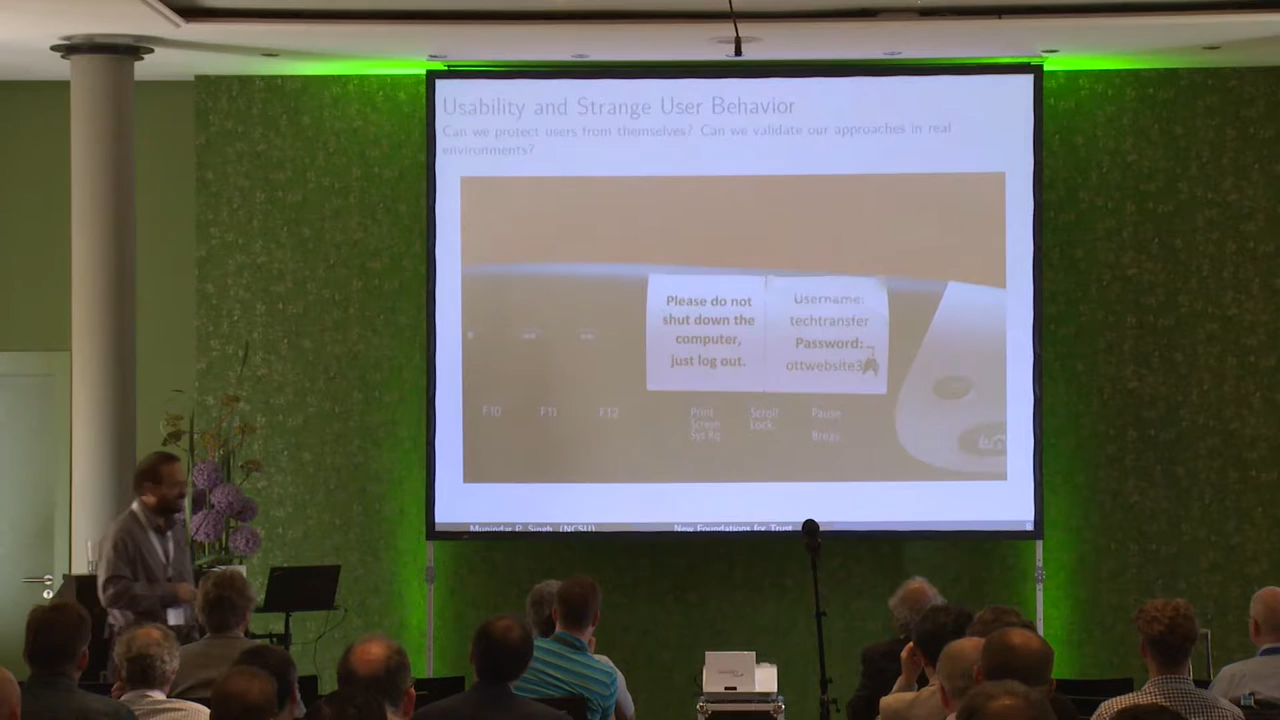 Usability and Strange User Behavior
Can we protect users from themselves? Can we validate our approaches in real
environments?
Please do not
shut down the
computer,
just log out.
Username:
techtransfer
Password:
F10
F11
F12
Print
Screen
Sys Rq
Scroll
Lock
Pause
Break
Munindar P. Singh (NCSU)
New Foundations for Trust